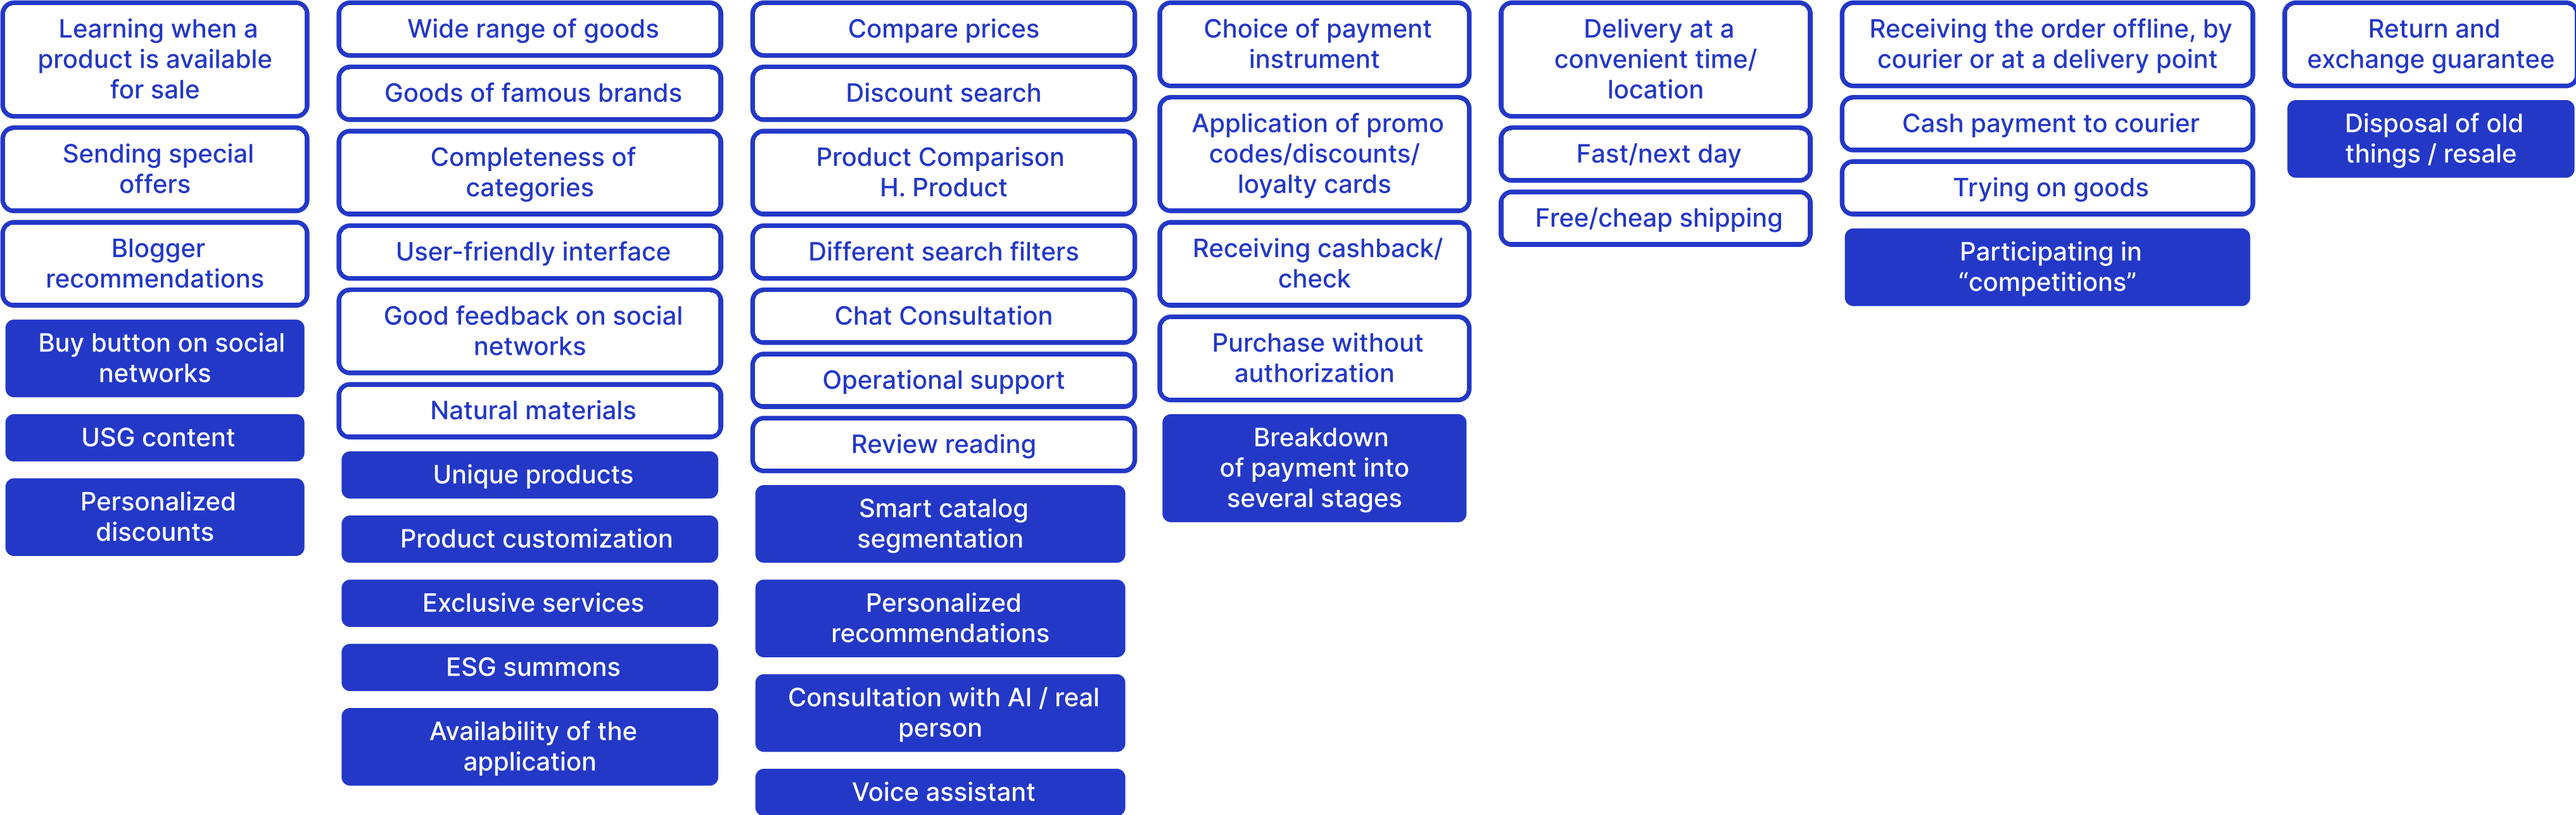 Learning when a
product is available
for sale
Sending special
offers
Blogger
recommendations
Buy button on social
networks
USG content
Personalized
discounts
Wide range of goods
Goods of famous brands
Completeness of
categories
User-friendly interface
Good feedback on social
networks
Natural materials
Unique products
Product customization
Exclusive services
ESG summons
Availability of the
application
Compare prices
Discount search
Product Comparison
H. Product
Different search filters
Chat Consultation
Operational support
Review reading
Smart catalog
segmentation
Personalized
recommendations
Consultation with AI / real
person
Voice assistant
Choice of payment
instrument
Application of promo
codes/discounts/
loyalty cards
Receiving cashback/
check
Purchase without
authorization
Breakdown
of payment into
several stages
Delivery at a
convenient time/
location
Fast/next day
Free/cheap shipping
Receiving the order offline, by
courier or at a delivery point
Cash payment to courier
Trying on goods
Participating in
“competitions”
Return and
exchange guarantee
Disposal of old
things / resale